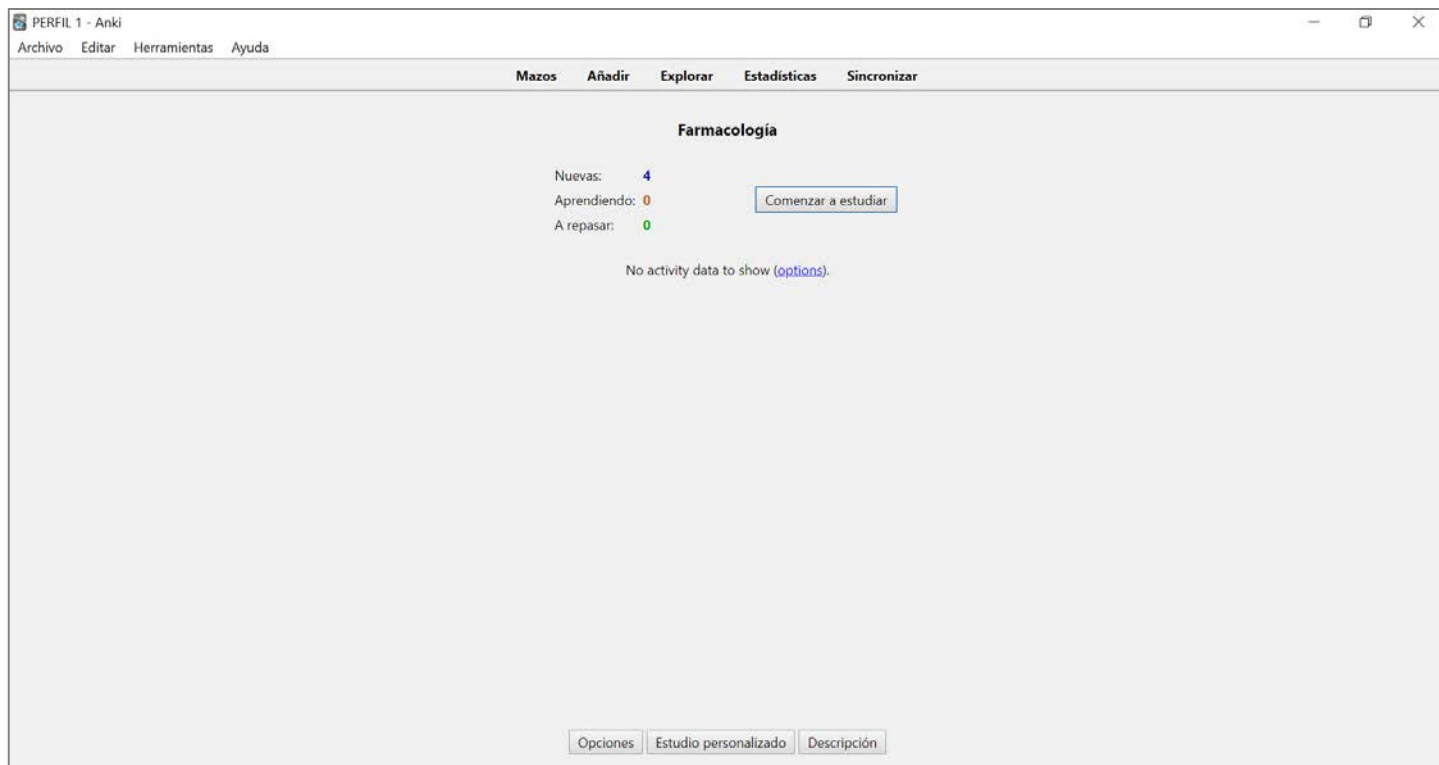 PERFIL 1 - Anki
Archivo Editar Herramientas Ayuda
Mazos Añadir Explorar Estadísticas Sincronizar
Farmacología
Nuevas: 4
Aprendiendo: 0
Comenzar a estudiar
A repasar: 0
No activity data to show (options).
Opciones Estudio personalizado Descripción